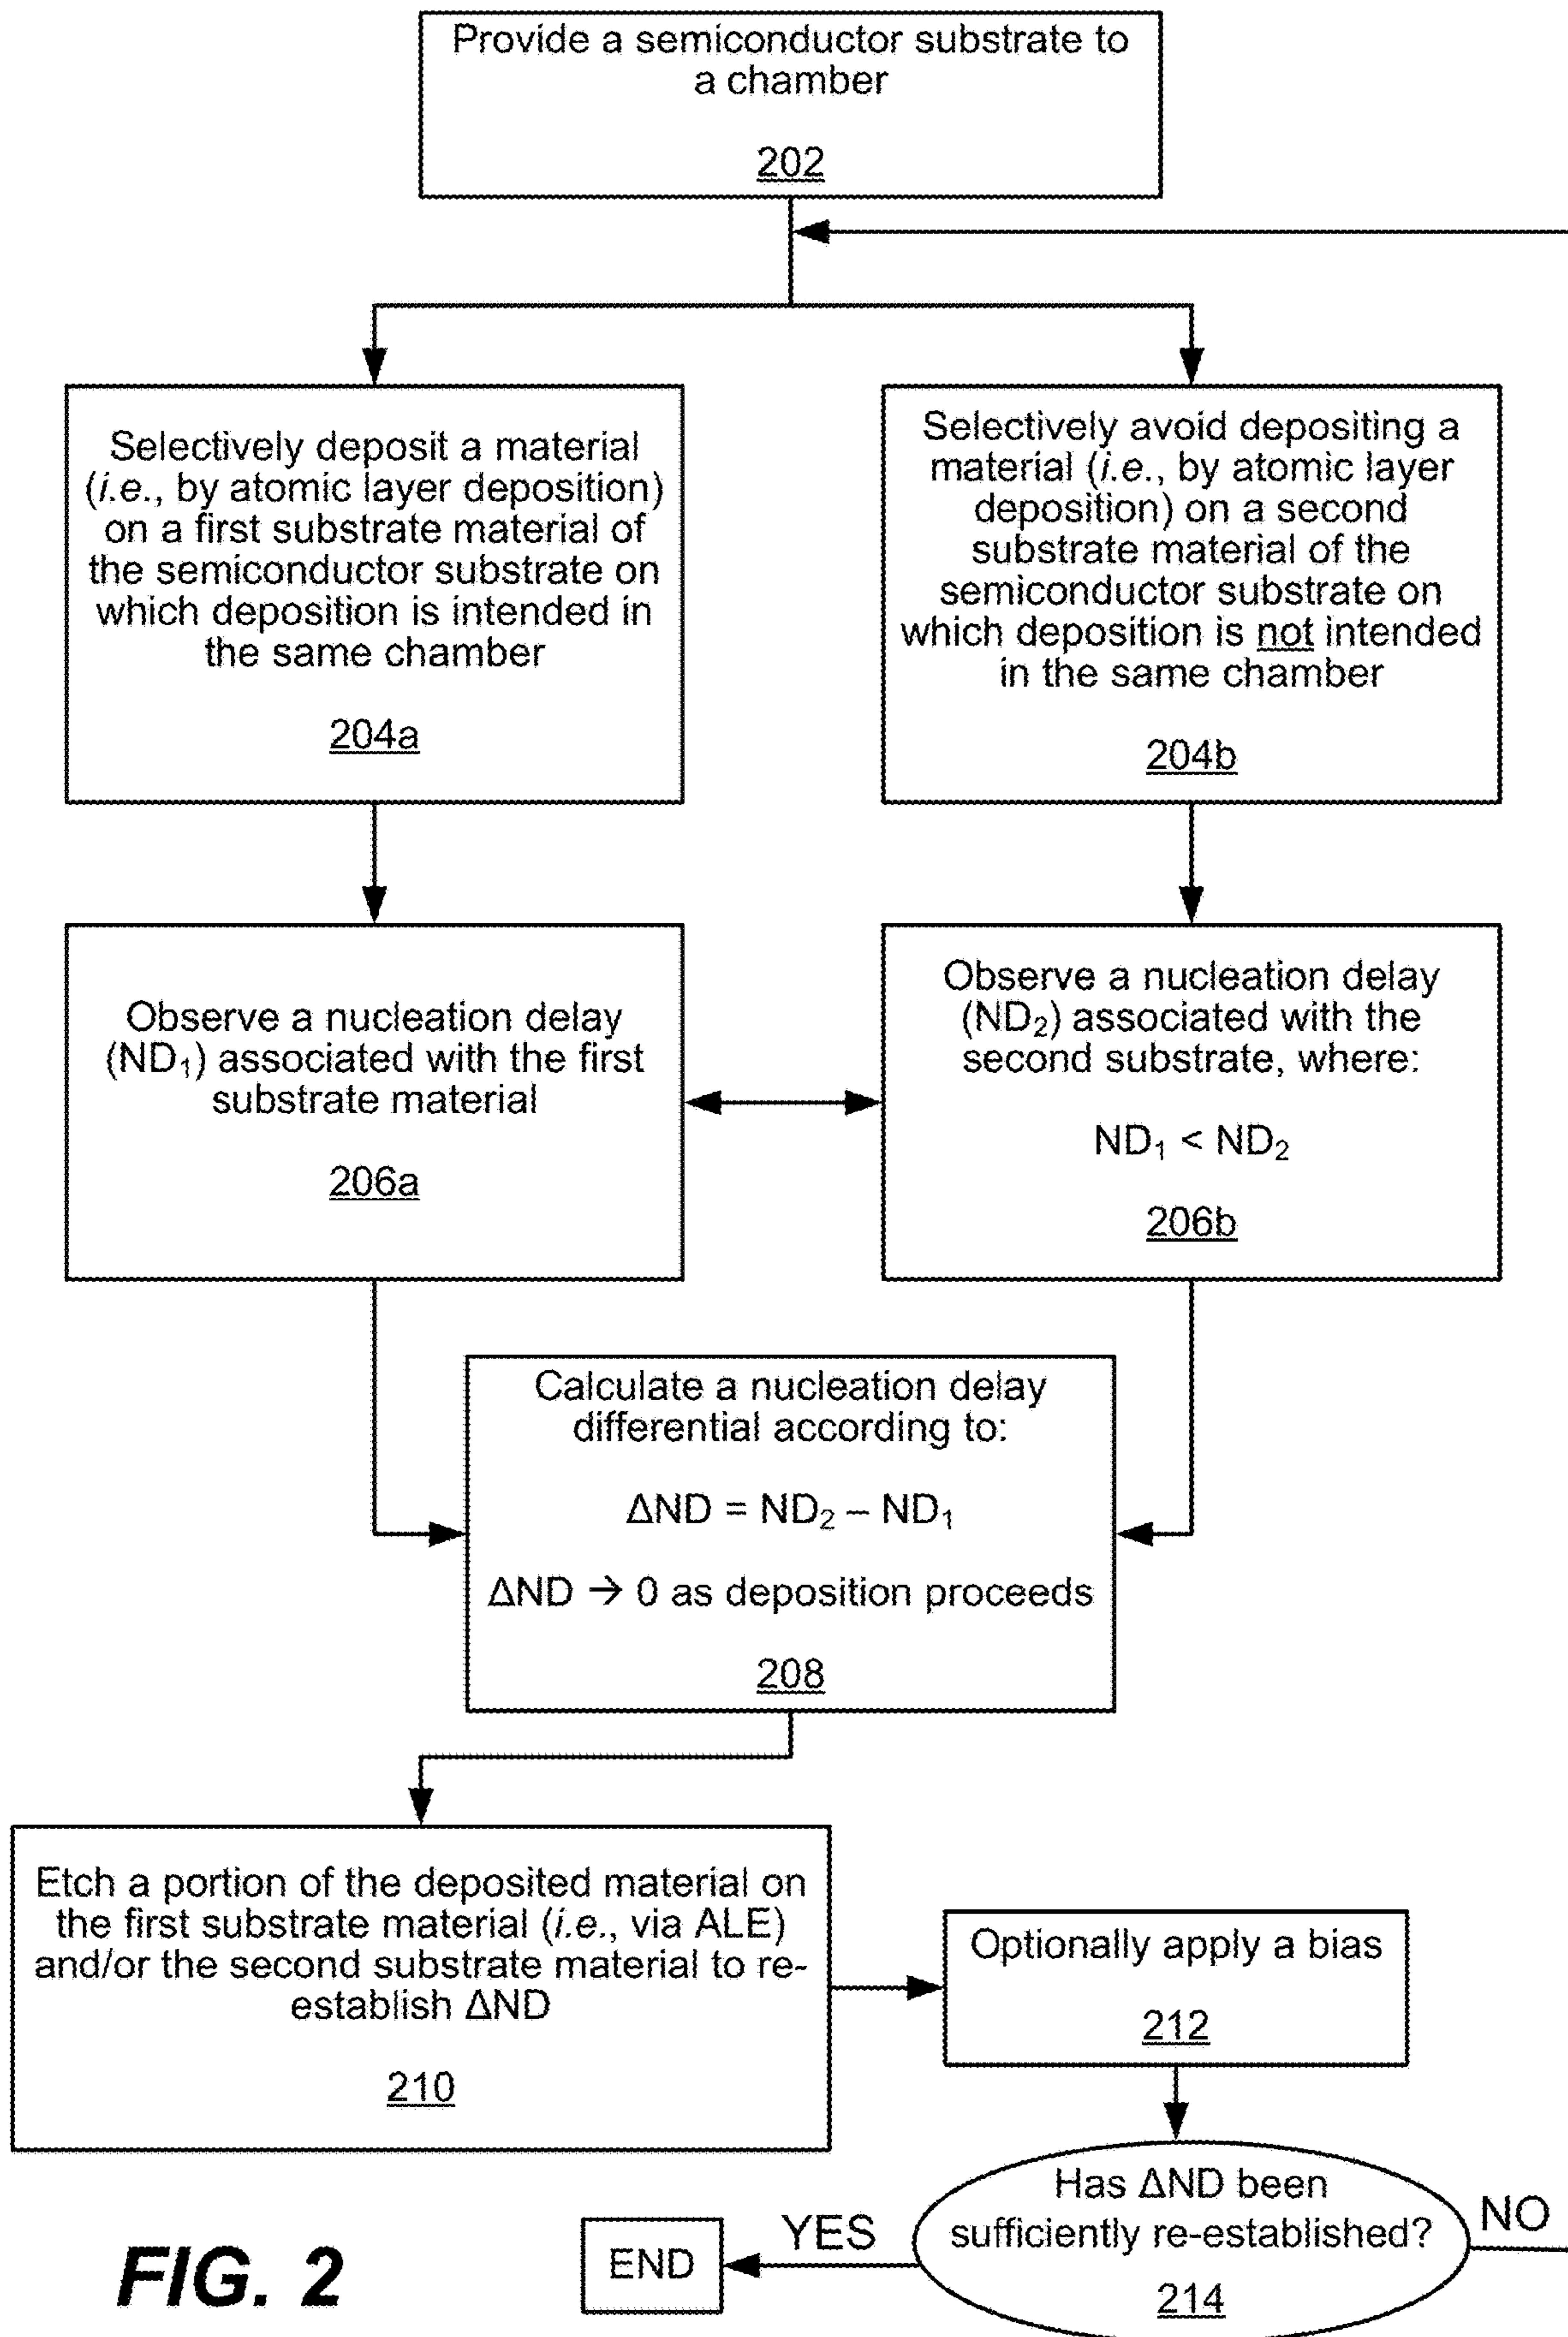 Provide a semiconductor substrate to
a chamber
202
Selectively deposit a material
(i.e., by atomic layer deposition)
on a first substrate material of
the semiconductor substrate on
which deposition is intended in
the same chamber
204a
Selectively avoid depositing a
material (i.e., by atomic layer
deposition) on a second
substrate material of the
semiconductor substrate on
which deposition is not intended
in the same chamber
204b
Observe a nucleation delay
(ND₁) associated with the first
substrate material
206a
Observe a nucleation delay
(ND₂) associated with the
second substrate, where:
ND₁ < ND₂
206b
Calculate a nucleation delay
differential according to:
ΔND = ND₂ – ND₁
ΔND → 0 as deposition proceeds
208
Etch a portion of the deposited material on
the first substrate material (i.e., via ALE)
and/or the second substrate material to re-
establish ΔND
210
Optionally apply a bias
212
Has ΔND been
sufficiently re-established?
214
NO
YES
END
FIG. 2